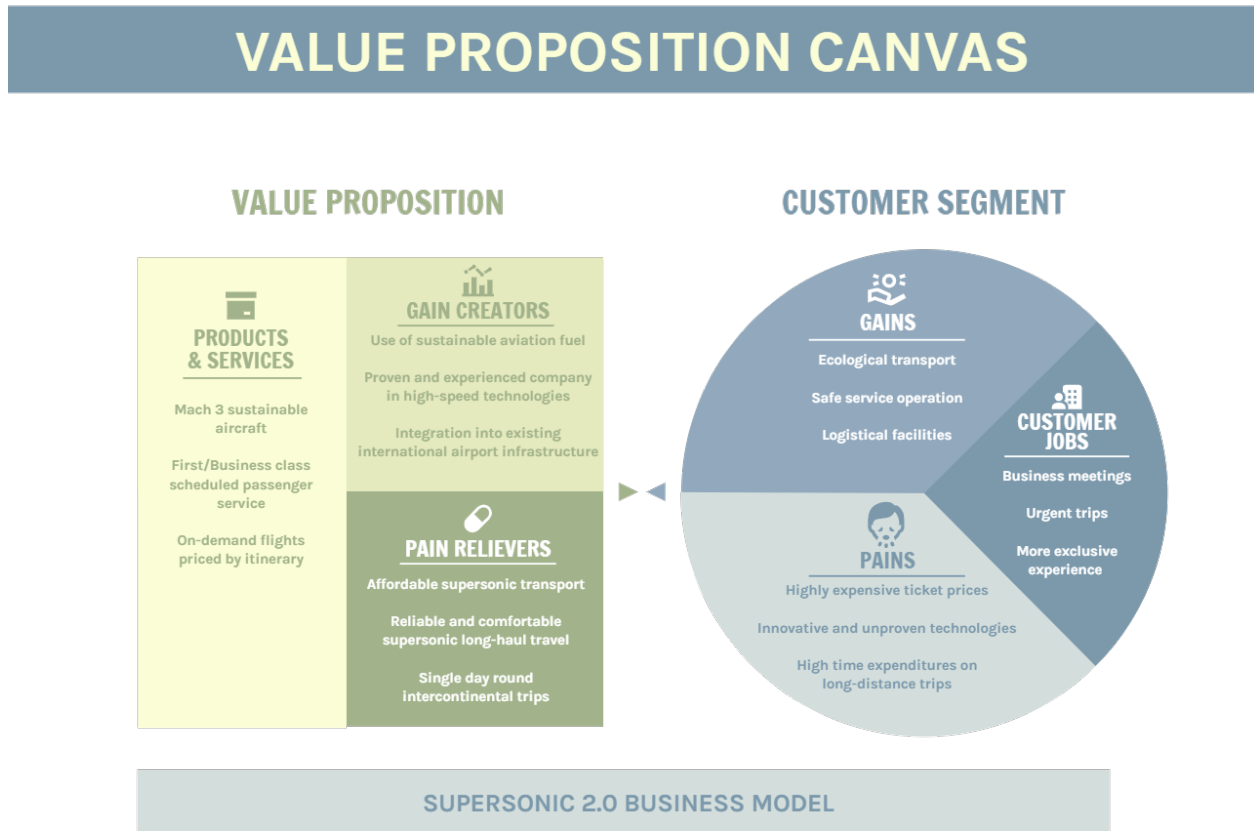 VALUE PROPOSITION CANVAS
VALUE PROPOSITION
PRODUCTS
& SERVICES
Mach 3 sustainable
aircraft
First/Business class
scheduled passenger
service
On-demand flights
priced by itinerary
GAIN CREATORS
Use of sustainable aviation fuel
Proven and experienced company
in high-speed technologies
Integration into existing
international airport infrastructure
PAIN RELIEVERS
Affordable supersonic transport
Reliable and comfortable
supersonic long-haul travel
Single day round
intercontinental trips
CUSTOMER SEGMENT
GAINS
Ecological transport
Safe service operation
Logistical facilities
CUSTOMER
JOBS
Business meetings
Urgent trips
More exclusive
experience
PAINS
Highly expensive ticket prices
Innovative and unproven technologies
High time expenditures on
long-distance trips
SUPERSONIC 2.0 BUSINESS MODEL